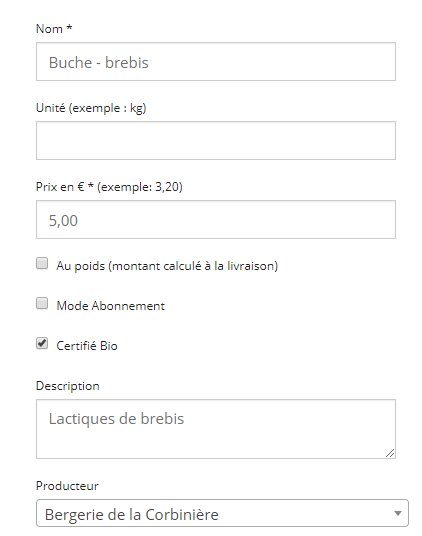 Nom *
Buche - brebis
Unité (exemple : kg)
Prix en € * (exemple: 3,20)
5,00
Au poids (montant calculé à la livraison)
Mode Abonnement
Certifié Bio
Description
Lactiques de brebis
Producteur
Bergerie de la Corbinière